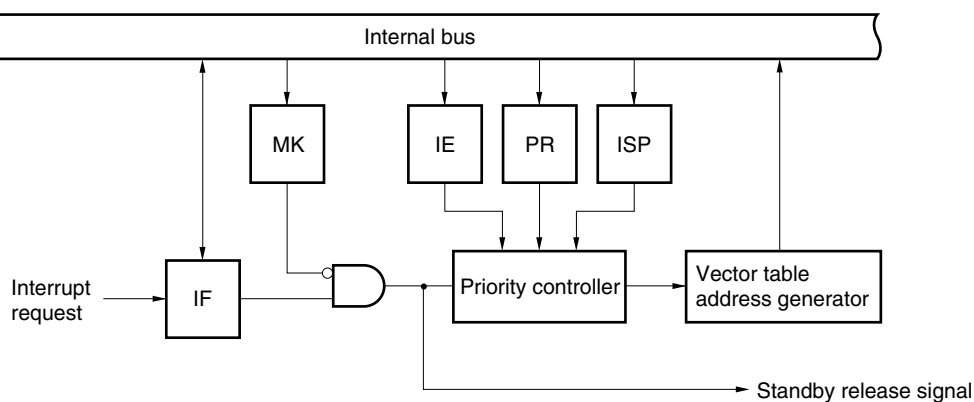 Internal bus
MK
IE
PR
ISP
Interrupt
request
IF
Priority controller
Vector table
address generator
Standby release signal